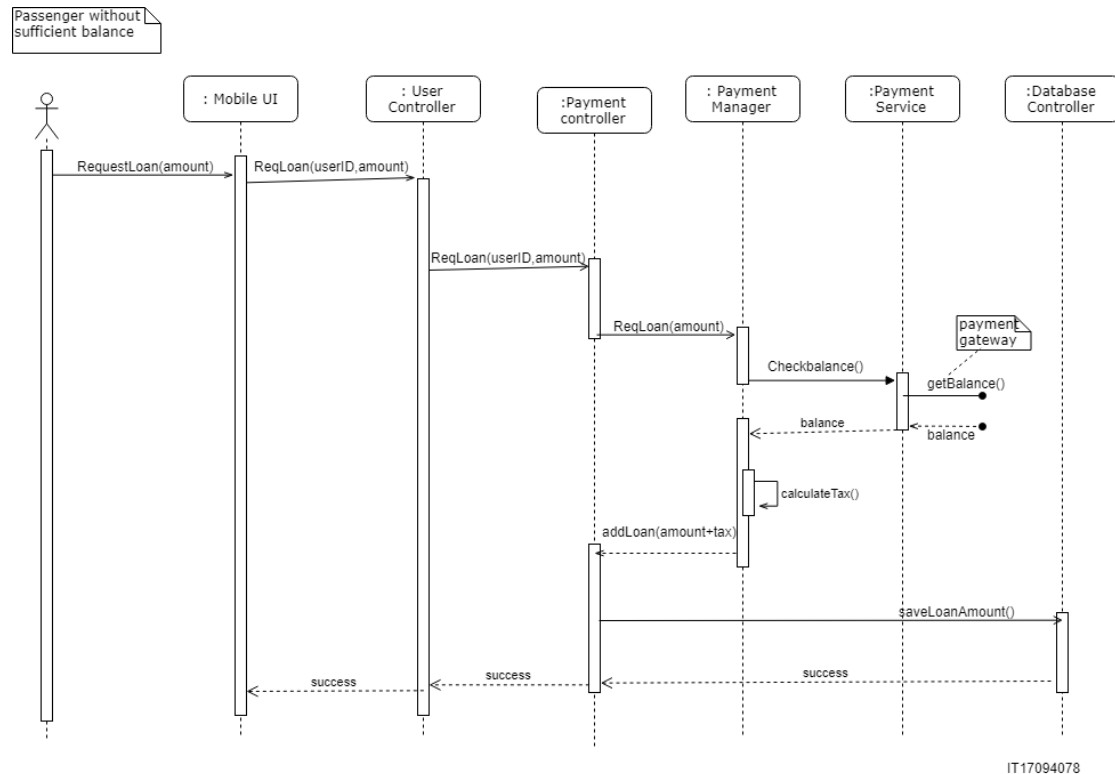 Passenger without
sufficient balance
: Mobile UI
: User
Controller
:Payment
controller
: Payment
Manager
:Payment
Service
:Database
Controller
RequestLoan(amount)
ReqLoan(userID,amount)
ReqLoan(userID,amount)
ReqLoan(amount)
payment
gateway
Checkbalance()
getBalance()
balance
balance
calculateTax()
addLoan(amount+tax)
saveLoanAmount()
success
success
success
IT17094078